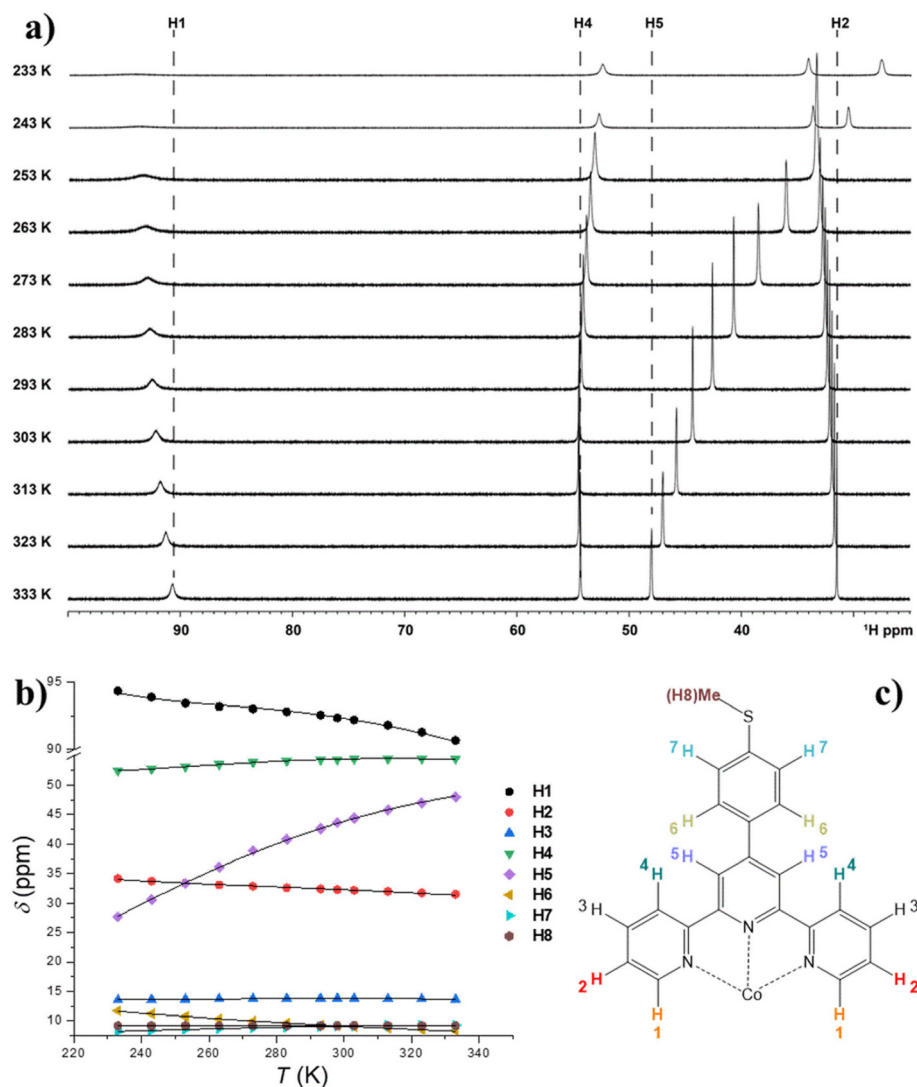 a)
H1 H4 H5 H2
233 K
243 K
253 K
263 K
273 K
283 K
293 K
303 K
313 K
323 K
333 K
90 80 70 60 50 40 ¹H ppm
b)
95
90
50
45
40
35
30
25
20
15
10
δ (ppm)
H1
H2
H3
H4
H5
H6
H7
H8
220 240 260 280 300 320 340
T (K)
c)
(H8)Me
S
7 H H 7
H H
6 6
5 H H 5
4 4
H H
3 H H 3
N
H N N H
2 2
Co
H H
1 1